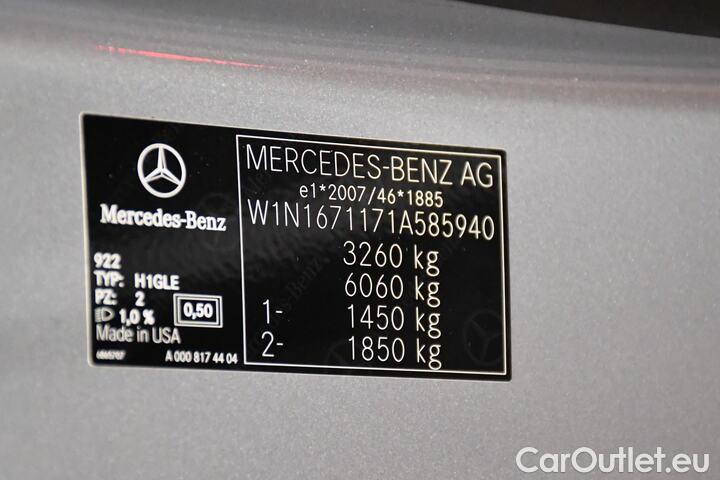 Mercedes-Benz
922
TYP: H1GLE
PZ: 2
1,0 %
0,50
Made in USA
A 000 817 44 04
MERCEDES-BENZ AG
e1*2007/46*1885
W1N1671171A585940
3260 kg
6060 kg
1- 1450 kg
2- 1850 kg
CarOutlet.eu